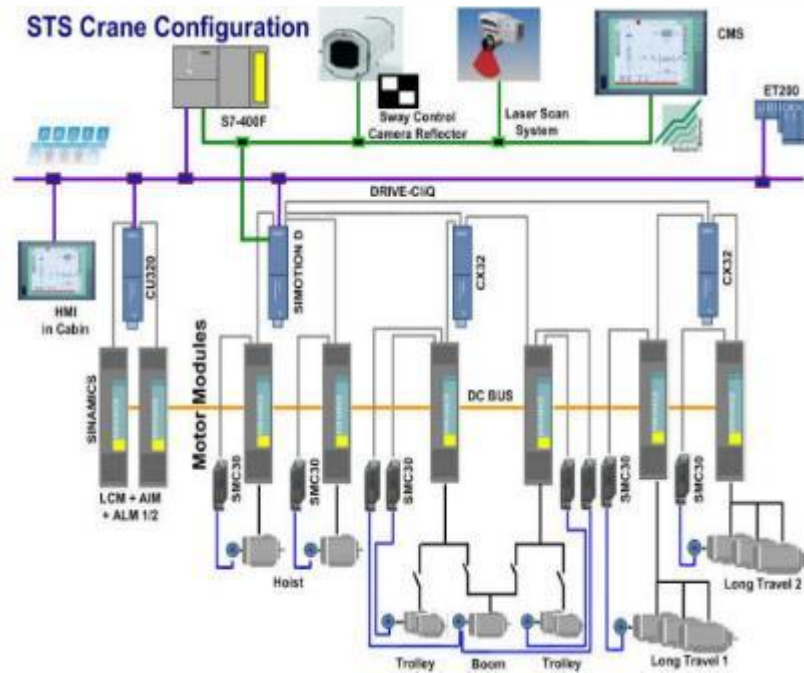 STS Crane Configuration
CMS
S7-400F
Sway Control
Camera Reflector
Laser Scan
System
ET200
DRIVE-CLiQ
HMI
in Cabin
CU320
SIMOTION D
CX32
CX32
SINAMICS
Motor Modules
DC BUS
LCM + AIM
+ ALM 1/2
SMC30
SMC30
SMC30
SMC30
SMC30
Hoist
Trolley
Boom
Trolley
Long Travel 1
Long Travel 2